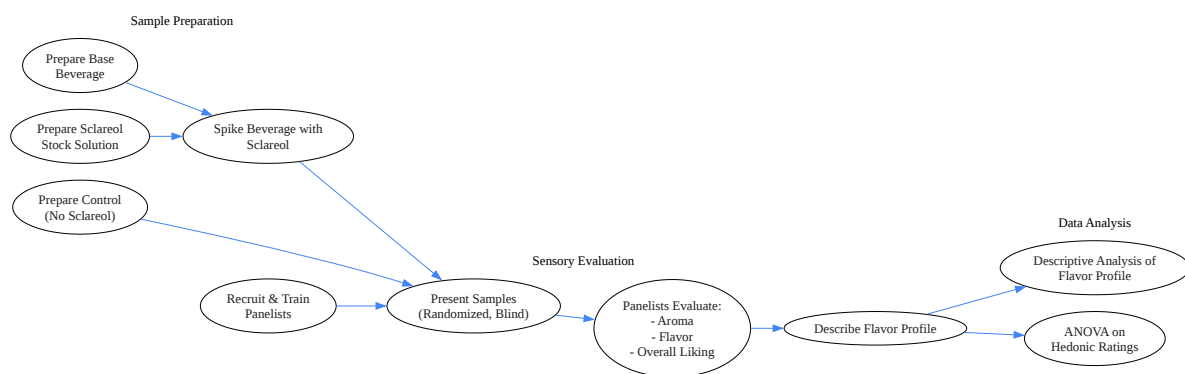 Sample Preparation
Prepare Base
Beverage
Prepare Sclareol
Stock Solution
Spike Beverage with
Sclareol
Prepare Control
(No Sclareol)
Sensory Evaluation
Recruit & Train
Panelists
Present Samples
(Randomized, Blind)
Panelists Evaluate:
- Aroma
- Flavor
- Overall Liking
Describe Flavor Profile
Data Analysis
Descriptive Analysis of
Flavor Profile
ANOVA on
Hedonic Ratings